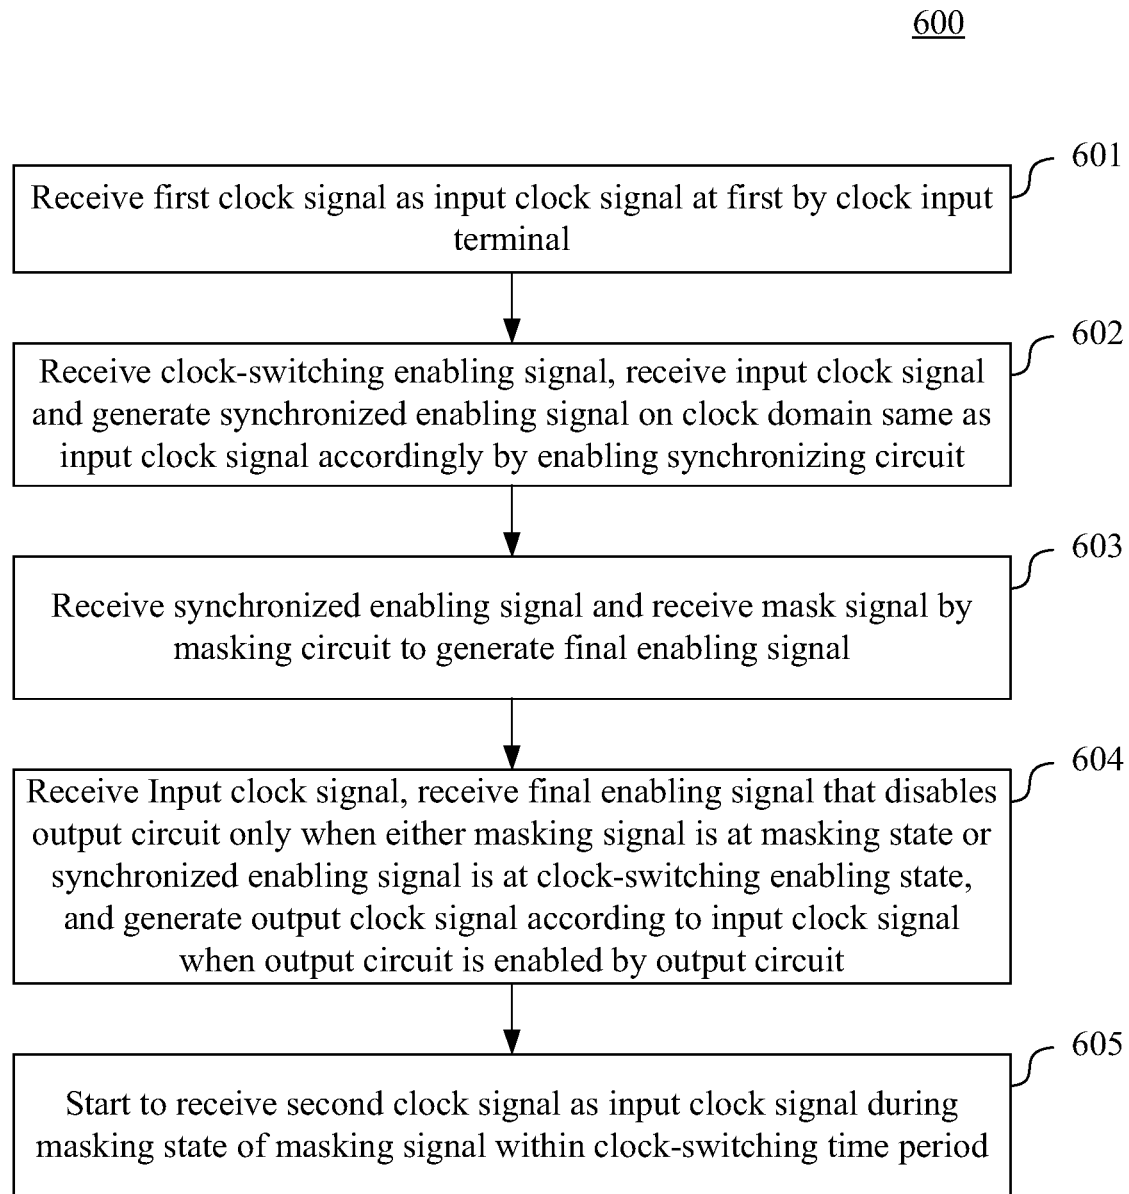 600
601
Receive first clock signal as input clock signal at first by clock input
terminal
602
Receive clock-switching enabling signal, receive input clock signal
and generate synchronized enabling signal on clock domain same as
input clock signal accordingly by enabling synchronizing circuit
603
Receive synchronized enabling signal and receive mask signal by
masking circuit to generate final enabling signal
604
Receive Input clock signal, receive final enabling signal that disables
output circuit only when either masking signal is at masking state or
synchronized enabling signal is at clock-switching enabling state,
and generate output clock signal according to input clock signal
when output circuit is enabled by output circuit
605
Start to receive second clock signal as input clock signal during
masking state of masking signal within clock-switching time period